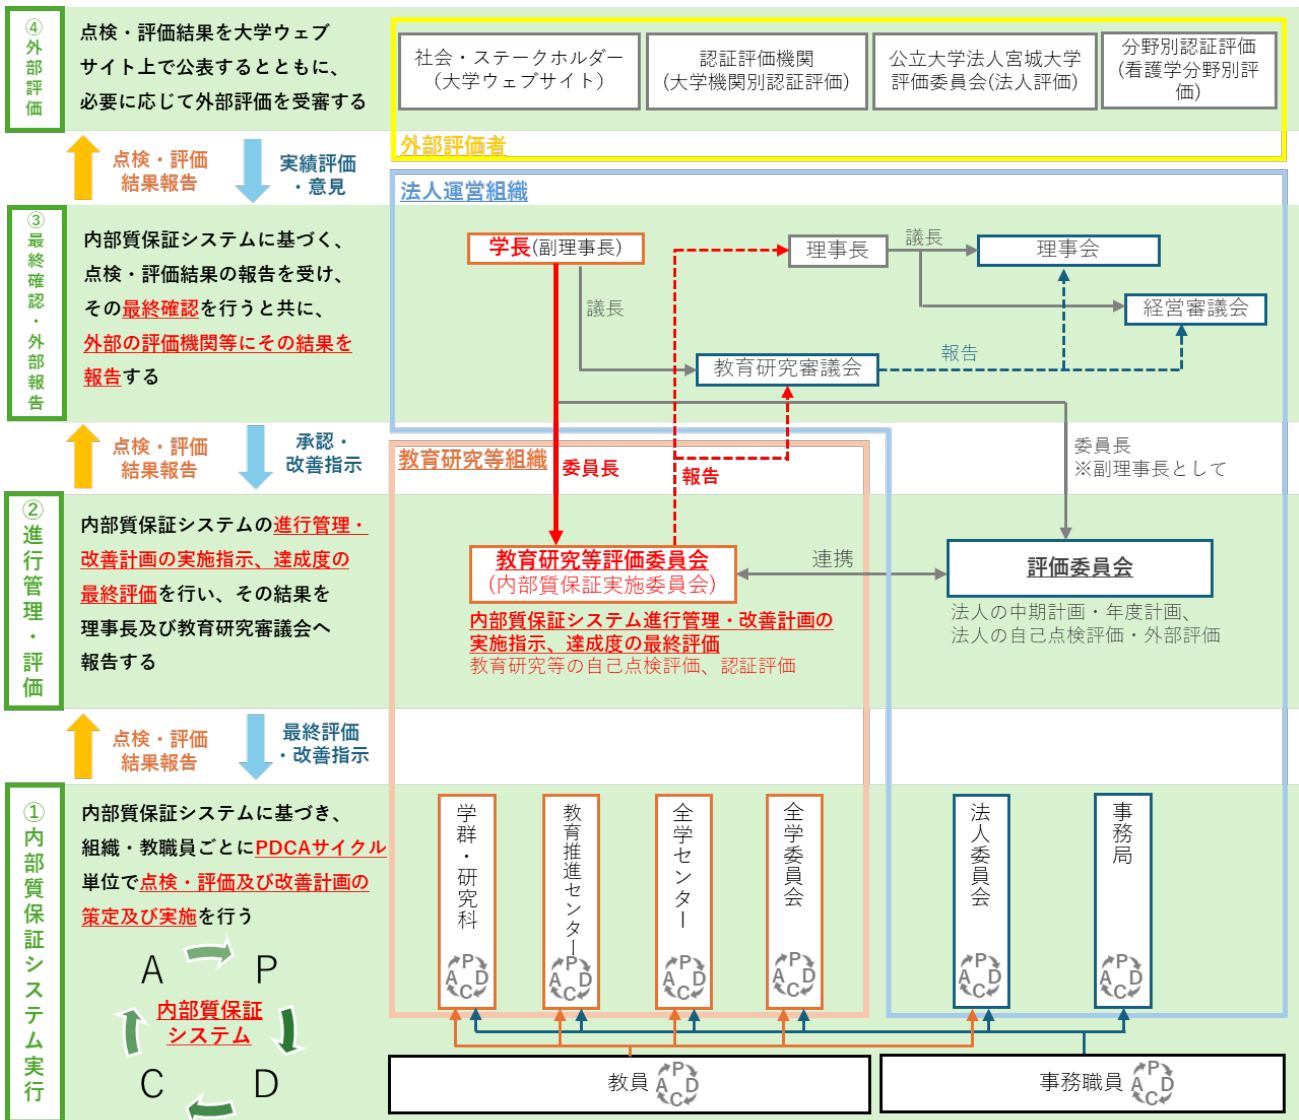 ④
外
部
評
価
点検・評価結果を大学ウェブ
サイト上で公表するとともに、
必要に応じて外部評価を受審する
社会・ステークホルダー
(大学ウェブサイト)
認証評価機関
(大学機関別認証評価)
公立大学法人宮城大学
評価委員会(法人評価)
分野別認証評価
(看護学分野別評
価)
外部評価者
点検・評価
結果報告
実績評価
・意見
法人運営組織
③
最
終
確
認
・
外
部
報
告
内部質保証システムに基づく、
点検・評価結果の報告を受け、
その最終確認を行うと共に、
外部の評価機関等にその結果を
報告する
学長(副理事長)
議長
理事長
議長
理事会
経営審議会
教育研究審議会
報告
点検・評価
結果報告
承認・
改善指示
教育研究等組織
委員長
報告
委員長
※副理事長として
②
進
行
管
理
・
評
価
内部質保証システムの進行管理・
改善計画の実施指示、達成度の
最終評価を行い、その結果を
理事長及び教育研究審議会へ
報告する
教育研究等評価委員会
(内部質保証実施委員会)
連携
評価委員会
内部質保証システム進行管理・改善計画の
実施指示、達成度の最終評価
教育研究等の自己点検評価、認証評価
法人の中期計画・年度計画、
法人の自己点検評価・外部評価
点検・評価
結果報告
最終評価
・改善指示
①
内
部
質
保
証
シ
ス
テ
ム
実
行
内部質保証システムに基づき、
組織・教職員ごとにPDCAサイクル
単位で点検・評価及び改善計画の
策定及び実施を行う
A P
内部質保証
システム
C D
学群・研究科
P
A D
C
教育推進センター
P
A D
C
全学センター
P
A D
C
全学委員会
P
A D
C
法人委員会
P
A D
C
事務局
P
A D
C
教員
P
A D
C
事務職員
P
A D
C